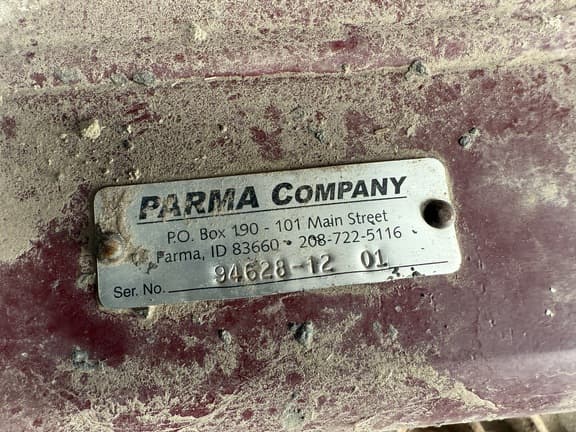 PARMA COMPANY
P.O. Box 190 - 101 Main Street
Parma, ID 83660 - 208-722-5116
94628-12 01
Ser. No.